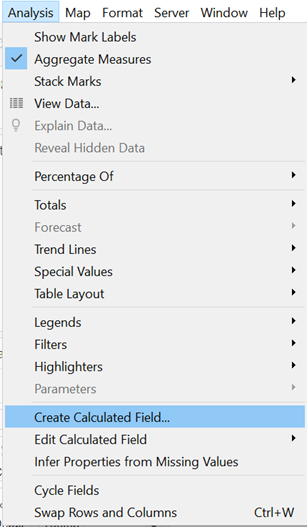 Analysis Map Format Server Window Help
Show Mark Labels
Aggregate Measures
Stack Marks
View Data...
Explain Data...
Reveal Hidden Data
Percentage Of
Totals
Forecast
Trend Lines
Special Values
Table Layout
Legends
Filters
Highlighters
Parameters
Create Calculated Field...
Edit Calculated Field
Infer Properties from Missing Values
Cycle Fields
Swap Rows and Columns Ctrl+W